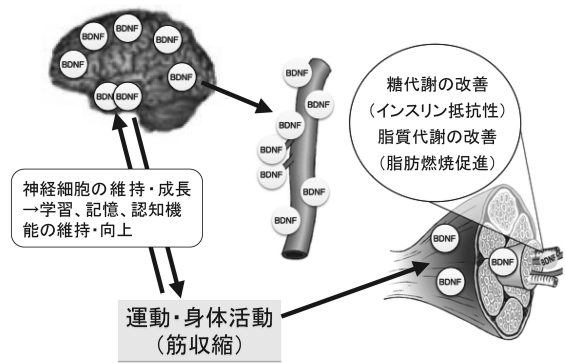 BDNF
BDNF
BDNF
BDNF
BDNF
BDNF
BDNF
BDNF
BDNF
BDNF
BDNF
BDNF
BDNF
BDNF
糖代謝の改善
（インスリン抵抗性）
脂質代謝の改善
（脂肪燃焼促進）
神経細胞の維持・成長
→学習、記憶、認知機
能の維持・向上
BDNF
BDNF
BDNF
BDNF
運動・身体活動
（筋収縮）